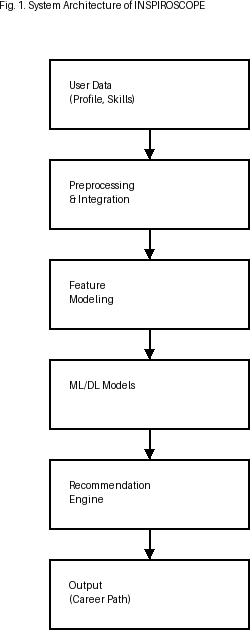 Fig. 1. System Architecture of INSPIROSCOPE
User Data
(Profile, Skills)
Preprocessing
& Integration
Feature
Modeling
ML/DL Models
Recommendation
Engine
Output
(Career Path)